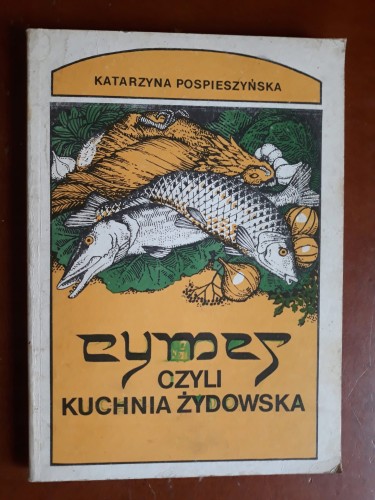 KATARZYNA POSPIESZYŃSKA
CYMES
CZYLI
KUCHNIA ŻYDOWSKA